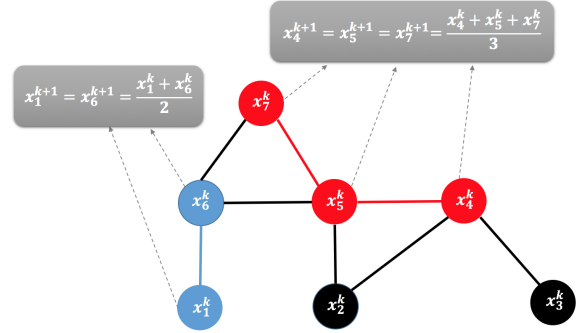 x_4^{k+1} = x_5^{k+1} = x_7^{k+1} = \frac{x_4^k + x_5^k + x_7^k}{3}
x_1^{k+1} = x_6^{k+1} = \frac{x_1^k + x_6^k}{2}
x_7^k
x_6^k
x_5^k
x_4^k
x_1^k
x_2^k
x_3^k